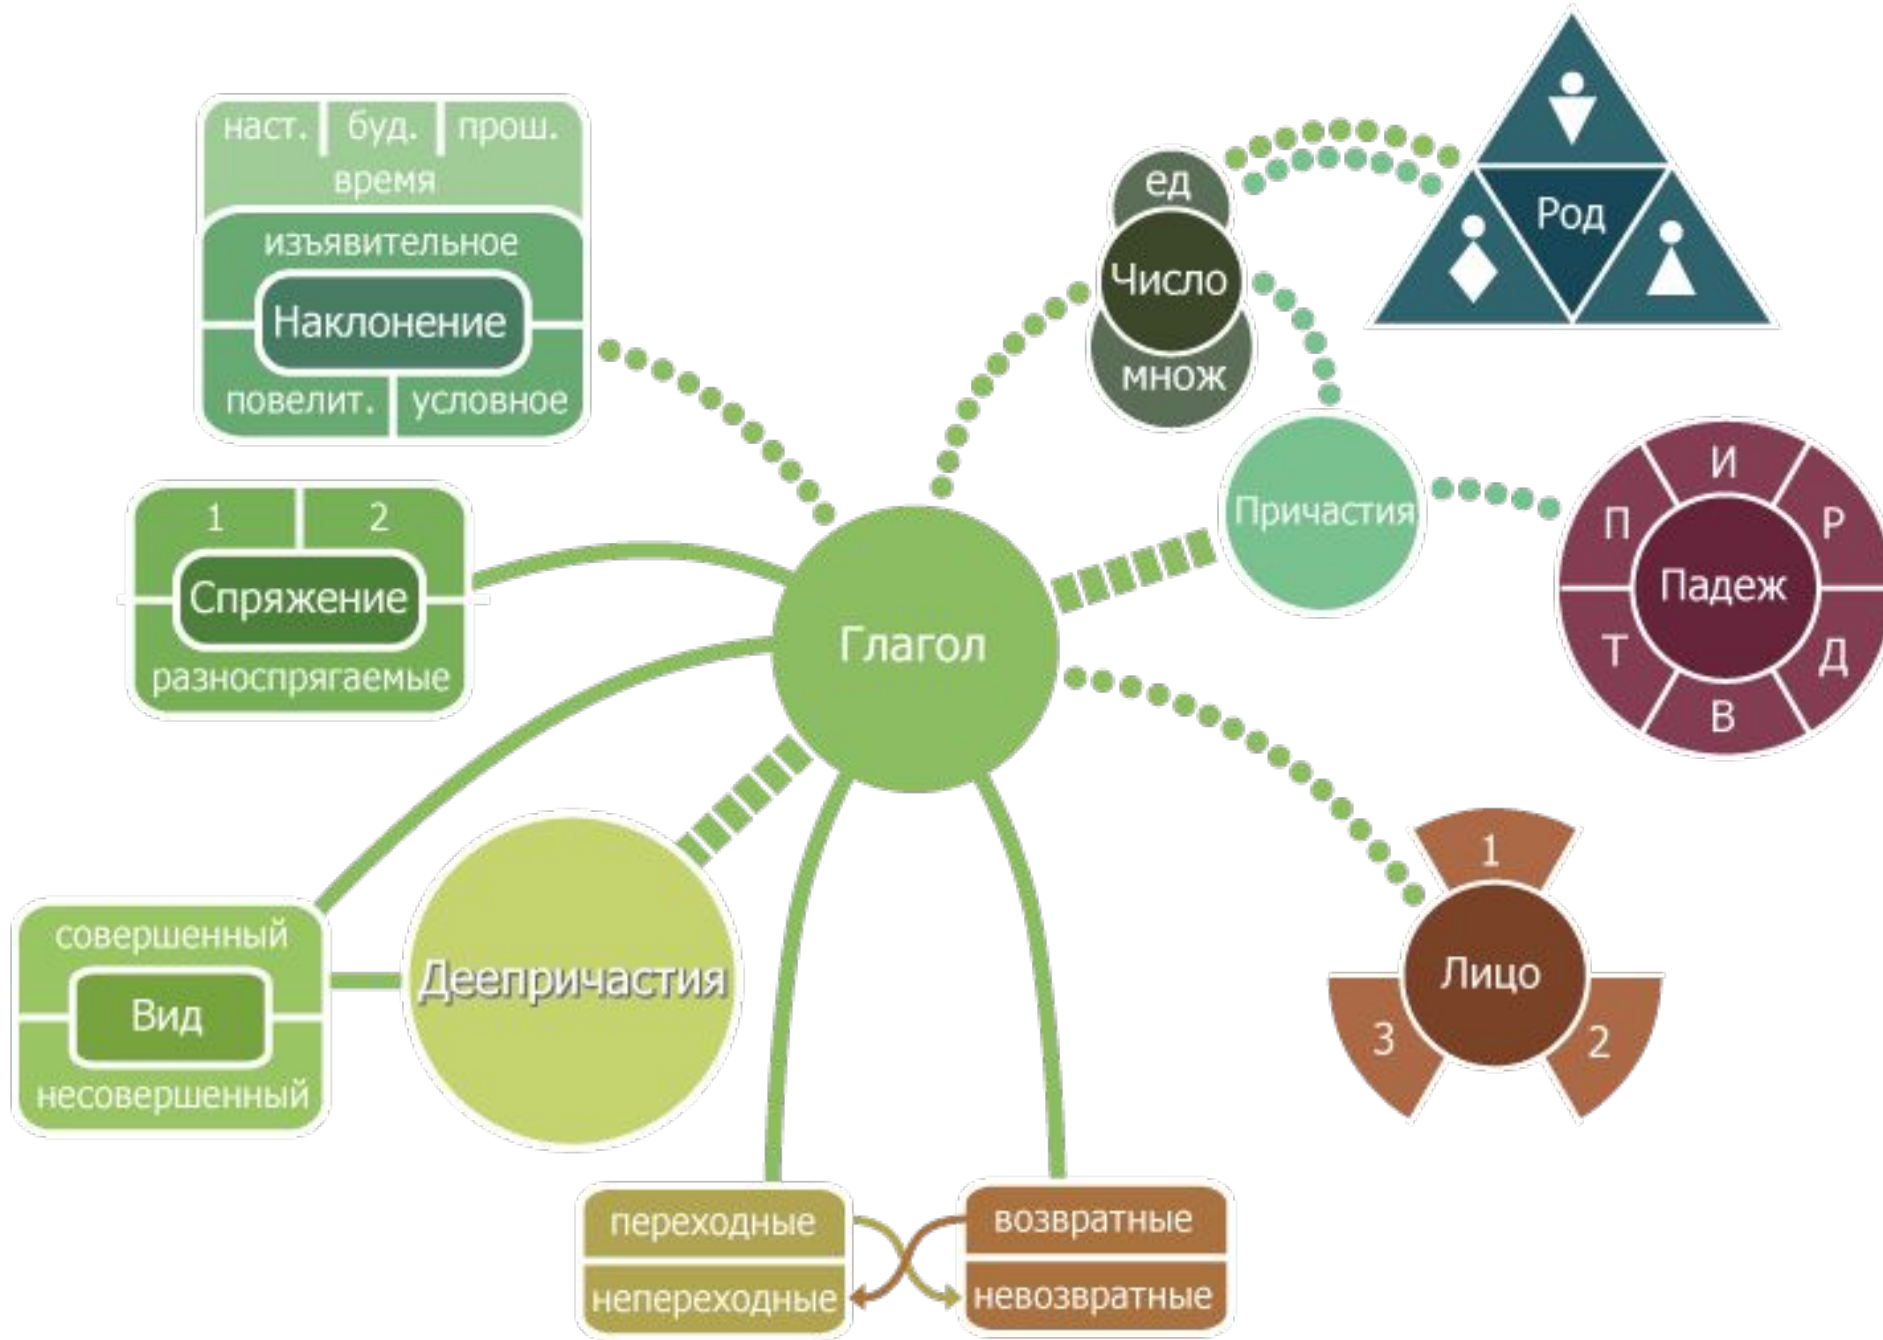 наст. буд. прош.
время
изъявительное
Наклонение
повелит. условное
ед
Число
множ
Род
Причастия
И
П Р
Падеж
Т Д
В
1 2
Спряжение
разноспрягаемые
Глагол
совершенный
Вид
несовершенный
Деепричастия
1
Лицо
3 2
переходные
непереходные
возвратные
невозвратные